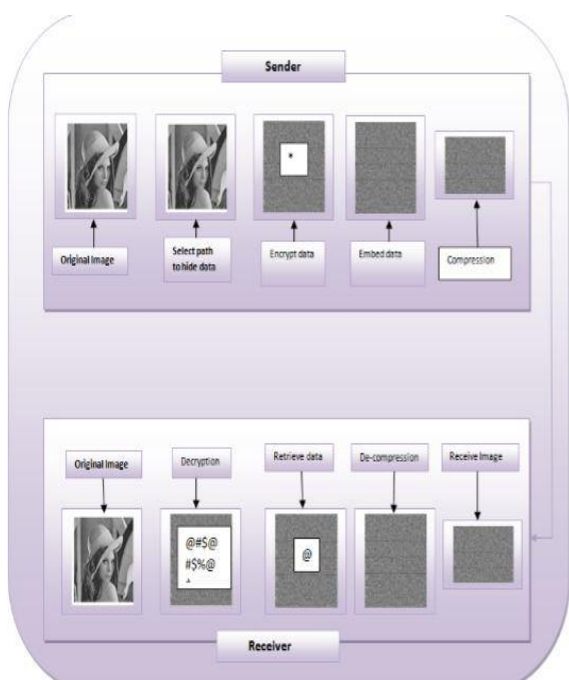 Sender
*
Original Image
Select path
to hide data
Encrypt data
Embed data
Compression
Original Image
Decryption
Retrieve data
De-compression
Receive Image
@#$@
#$%@
^
@
Receiver